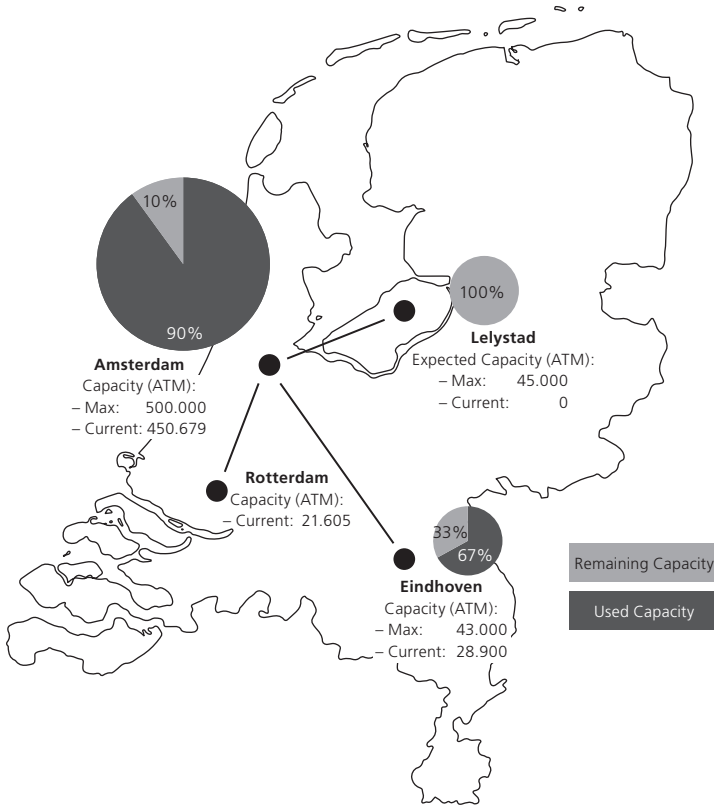 10%
90%
Amsterdam
Capacity (ATM):
– Max: 500.000
– Current: 450.679
100%
Lelystad
Expected Capacity (ATM):
– Max: 45.000
– Current: 0
Rotterdam
Capacity (ATM):
– Current: 21.605
33%
67%
Eindhoven
Capacity (ATM):
– Max: 43.000
– Current: 28.900
Remaining Capacity
Used Capacity